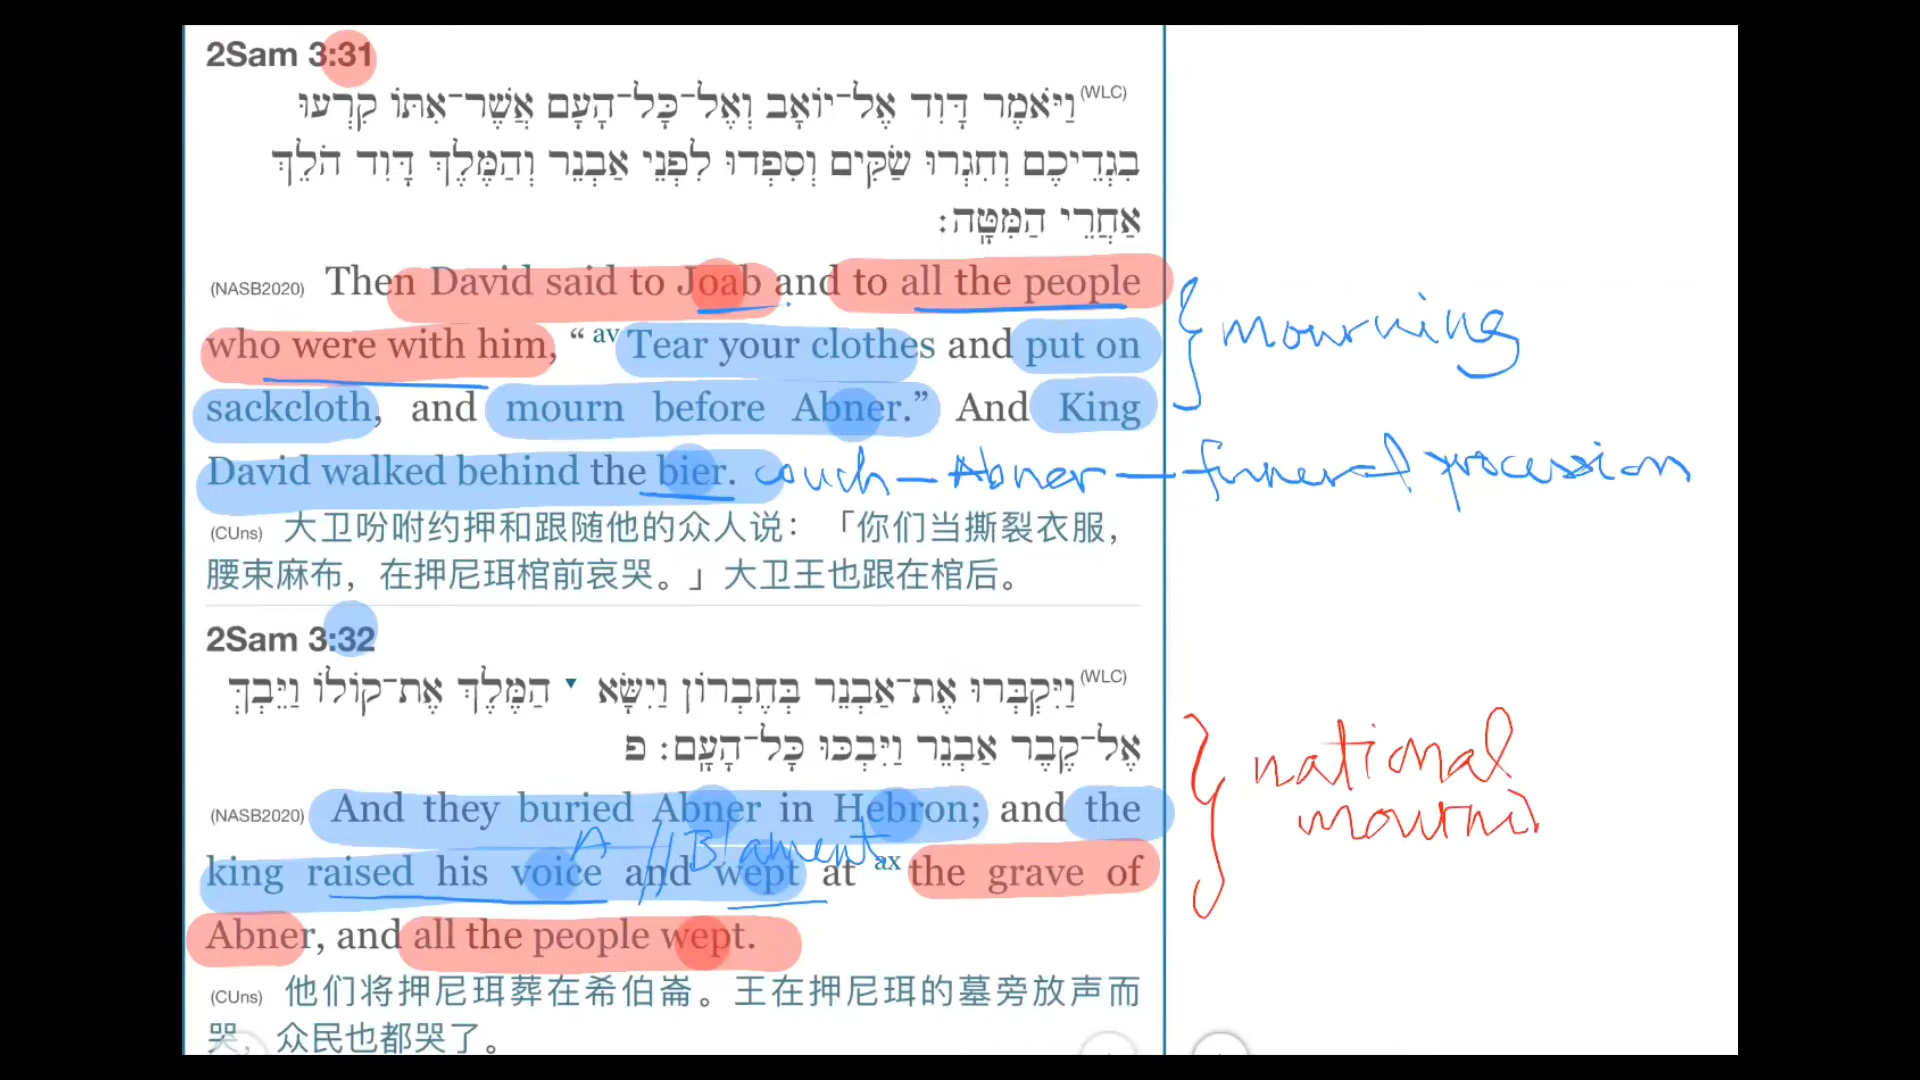 2Sam 3:31
(WLC) וַיֹּאמֶר דָּוִד אֶל־יוֹאָב וְאֶל־כָּל־הָעָם אֲשֶׁר־אִתּוֹ קִרְעוּ
בִגְדֵיכֶם וְחִגְרוּ שַׂקִּים וְסִפְדוּ לִפְנֵי אַבְנֵר וְהַמֶּלֶךְ דָּוִד הֹלֵךְ
אַחֲרֵי הַמִּטָּה׃
(NASB2020) Then David said to Joab and to all the people
who were with him, “ av Tear your clothes and put on
sackcloth, and mourn before Abner.” And King
David walked behind the bier. couch - Abner - funeral procession
} mourning
(CUns) 大卫吩咐约押和跟随他的众人说：「你们当撕裂衣服，
腰束麻布，在押尼珥棺前哀哭。」大卫王也跟在棺后。
2Sam 3:32
(WLC) וַיִּקְבְּרוּ אֶת־אַבְנֵר בְּחֶבְרוֹן וַיִשָּׂא ▾ הַמֶּלֶךְ אֶת־קוֹלוֹ וַיֵּבְךְּ
אֶל־קֶבֶר אַבְנֵר וַיִּבְכּוּ כָּל־הָעָם׃ פ
(NASB2020) And they buried Abner in Hebron; and the
A // B lament
king raised his voice and wept at ax the grave of
Abner, and all the people wept.
} national
mourni
(CUns) 他们将押尼珥葬在希伯崙。王在押尼珥的墓旁放声而
哭，众民也都哭了。